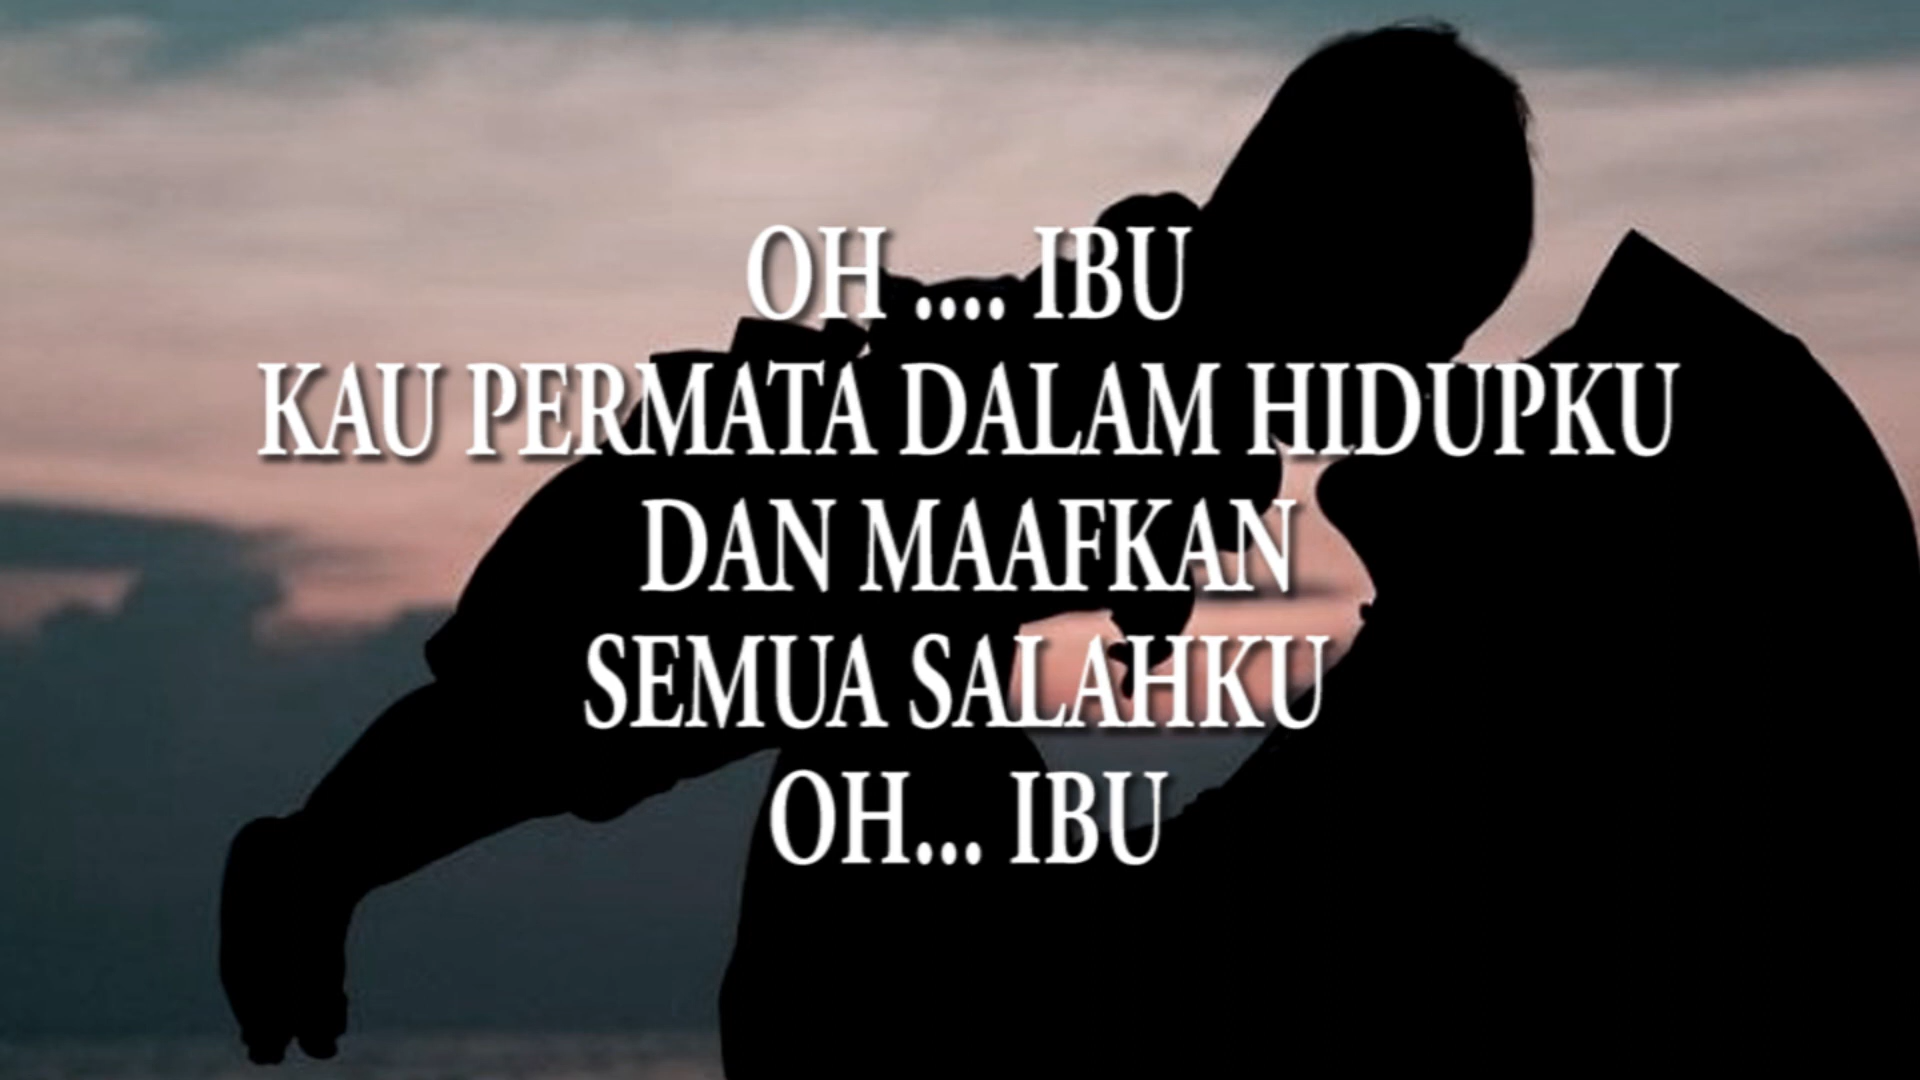 OH .... IBU
KAU PERMATA DALAM HIDUPKU
DAN MAAFKAN
SEMUA SALAHKU
OH... IBU